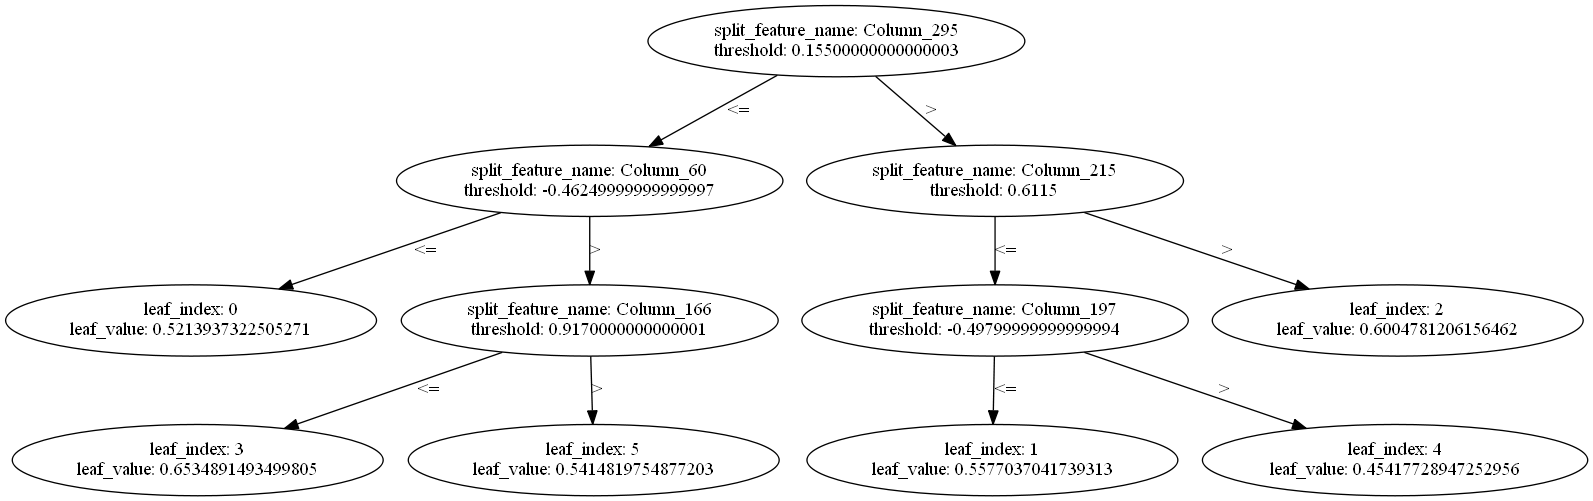 split_feature_name: Column_295
threshold: 0.15500000000000003
<=
>
split_feature_name: Column_60
threshold: -0.46249999999999997
split_feature_name: Column_215
threshold: 0.6115
<=
>
<=
>
leaf_index: 0
leaf_value: 0.5213937322505271
split_feature_name: Column_166
threshold: 0.9170000000000001
split_feature_name: Column_197
threshold: -0.49799999999999994
leaf_index: 2
leaf_value: 0.6004781206156462
<=
>
<=
>
leaf_index: 3
leaf_value: 0.6534891493499805
leaf_index: 5
leaf_value: 0.5414819754877203
leaf_index: 1
leaf_value: 0.5577037041739313
leaf_index: 4
leaf_value: 0.45417728947252956